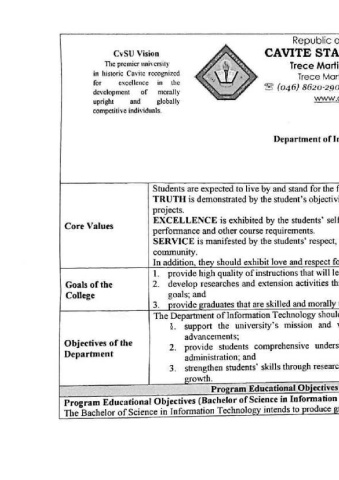 CvSU Vision
The premier university
in historic Cavite recognized
for excellence in the
development of morally
upright and globally
competitive individuals.
Republic o
CAVITE STA
Trece Marti
Trece Mar
☏ (046) 8620-290
www.c
Department of In
Core Values
Students are expected to live by and stand for the f
TRUTH is demonstrated by the student's objectivi
projects.
EXCELLENCE is exhibited by the students' self
performance and other course requirements.
SERVICE is manifested by the students' respect,
community.
In addition, they should exhibit love and respect fo
Goals of the
College
1. provide high quality of instructions that will le
2. develop researches and extension activities th
goals; and
3. provide graduates that are skilled and morally
Objectives of the
Department
The Department of Information Technology shoul
1. support the university's mission and v
advancements;
2. provide students comprehensive unders
administration; and
3. strengthen students' skills through researc
growth.
Program Educational Objectives
Program Educational Objectives (Bachelor of Science in Information
The Bachelor of Science in Information Technology intends to produce g